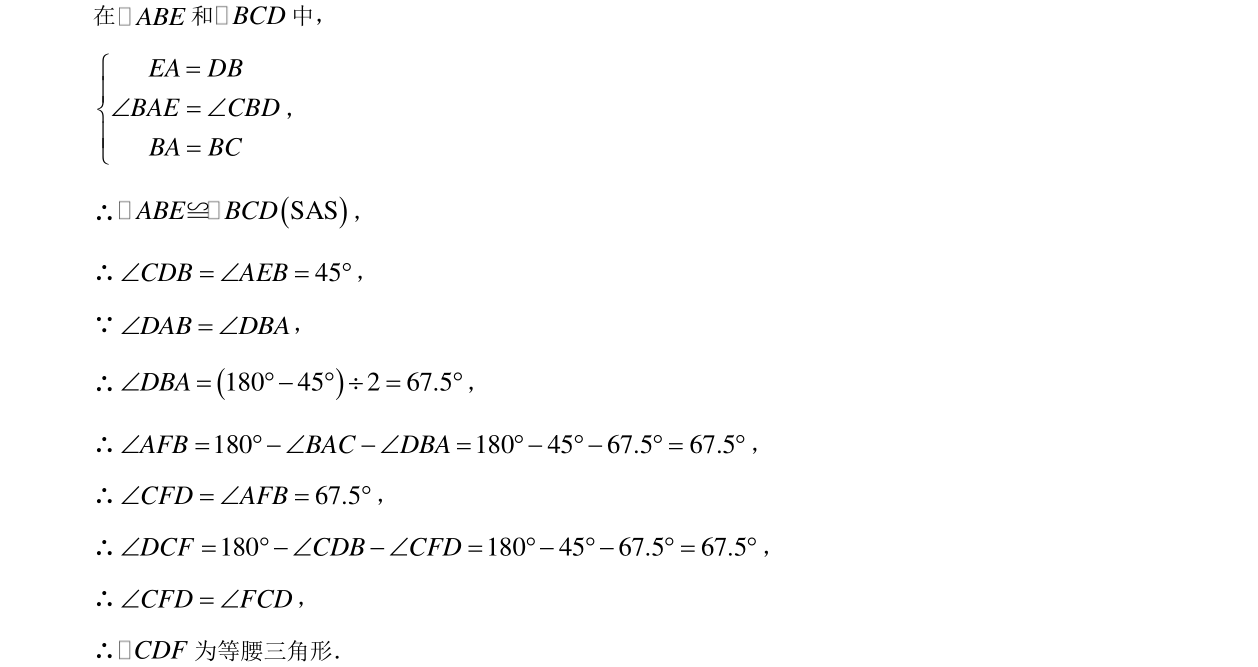 在□ABE和□BCD中，
EA = DB
∠BAE = ∠CBD，
BA = BC
∴□ABE≌□BCD(SAS)，
∴∠CDB = ∠AEB = 45°，
∵∠DAB = ∠DBA，
∴∠DBA = (180° − 45°) ÷ 2 = 67.5°，
∴∠AFB = 180° − ∠BAC − ∠DBA = 180° − 45° − 67.5° = 67.5°，
∴∠CFD = ∠AFB = 67.5°，
∴∠DCF = 180° − ∠CDB − ∠CFD = 180° − 45° − 67.5° = 67.5°，
∴∠CFD = ∠FCD，
∴□CDF为等腰三角形.